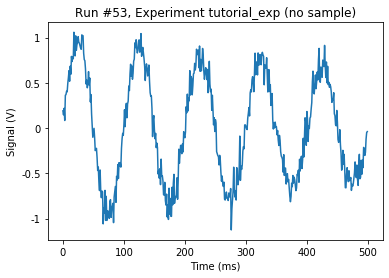 Run #53, Experiment tutorial_exp (no sample)
1
0.5
0
-0.5
-1
Signal (V)
0 100 200 300 400 500
Time (ms)